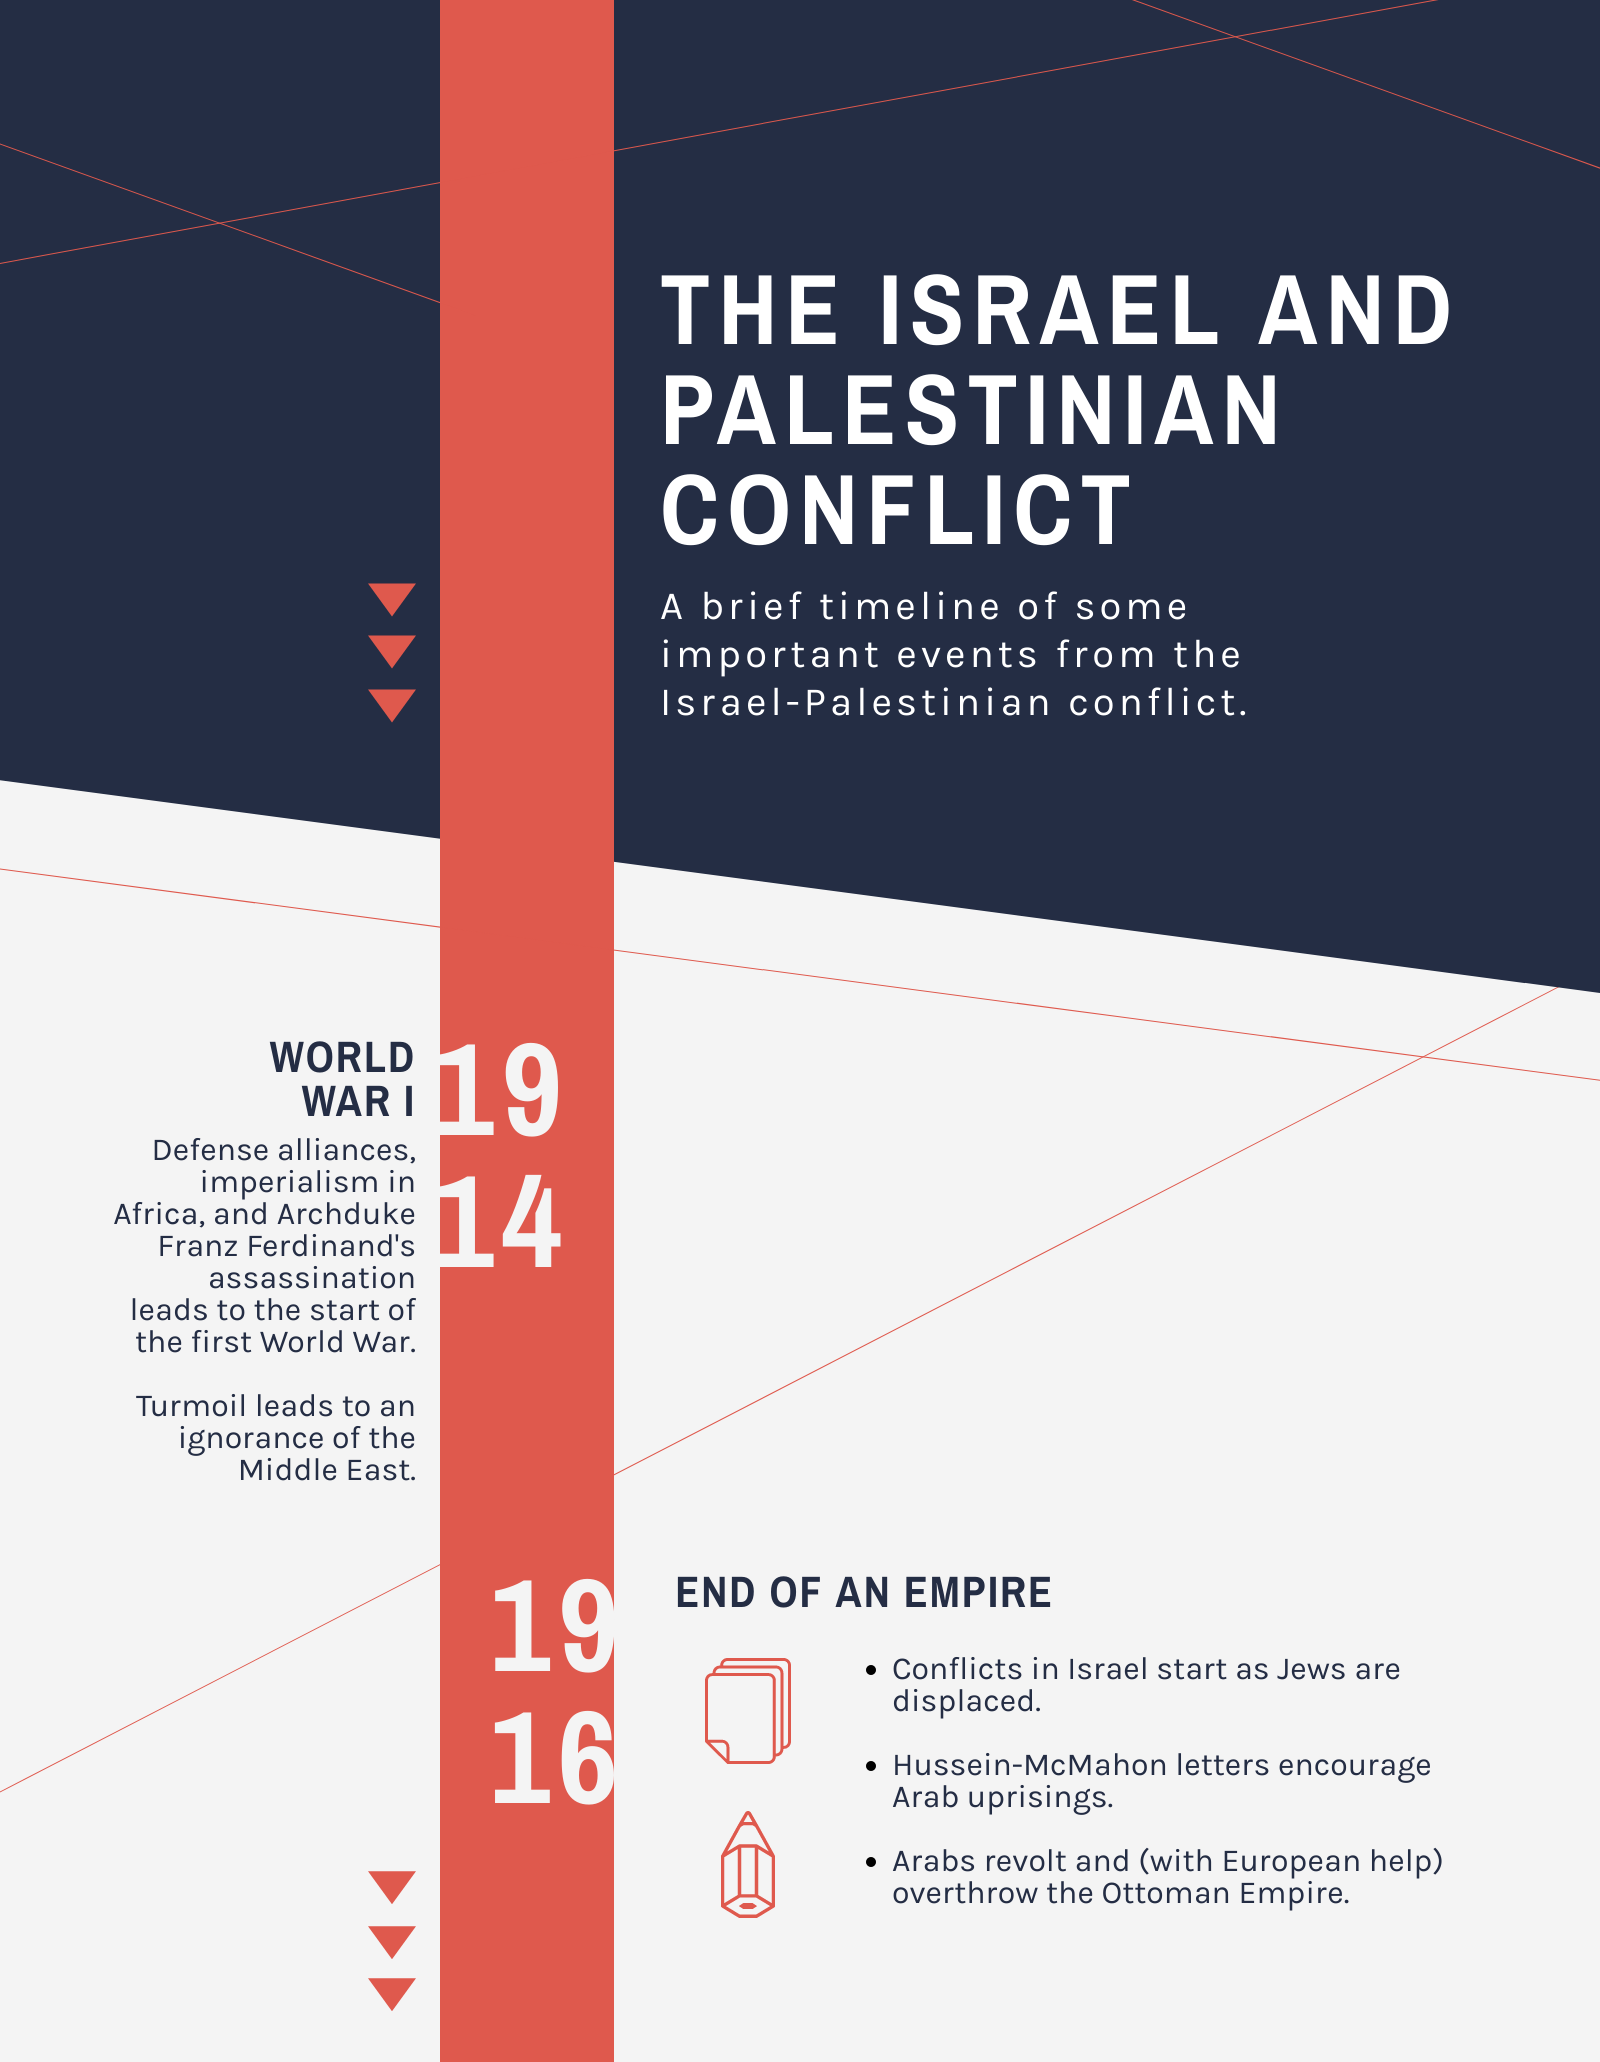 THE ISRAEL AND
PALESTINIAN
CONFLICT
A brief timeline of some
important events from the
Israel-Palestinian conflict.
WORLD
WAR I
19
14
Defense alliances,
imperialism in
Africa, and Archduke
Franz Ferdinand's
assassination
leads to the start of
the first World War.
Turmoil leads to an
ignorance of the
Middle East.
19
16
END OF AN EMPIRE
• Conflicts in Israel start as Jews are
displaced.
• Hussein-McMahon letters encourage
Arab uprisings.
• Arabs revolt and (with European help)
overthrow the Ottoman Empire.